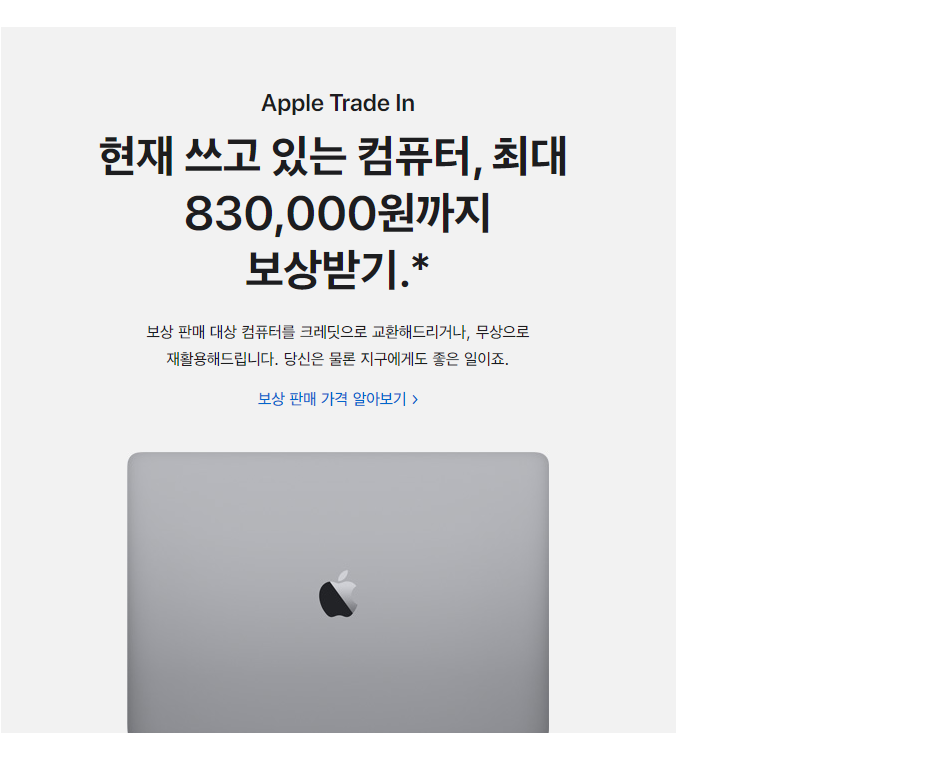 Apple Trade In
현재 쓰고 있는 컴퓨터, 최대
830,000원까지
보상받기.*
보상 판매 대상 컴퓨터를 크레딧으로 교환해드리거나, 무상으로
재활용해드립니다. 당신은 물론 지구에게도 좋은 일이죠.
보상 판매 가격 알아보기 >